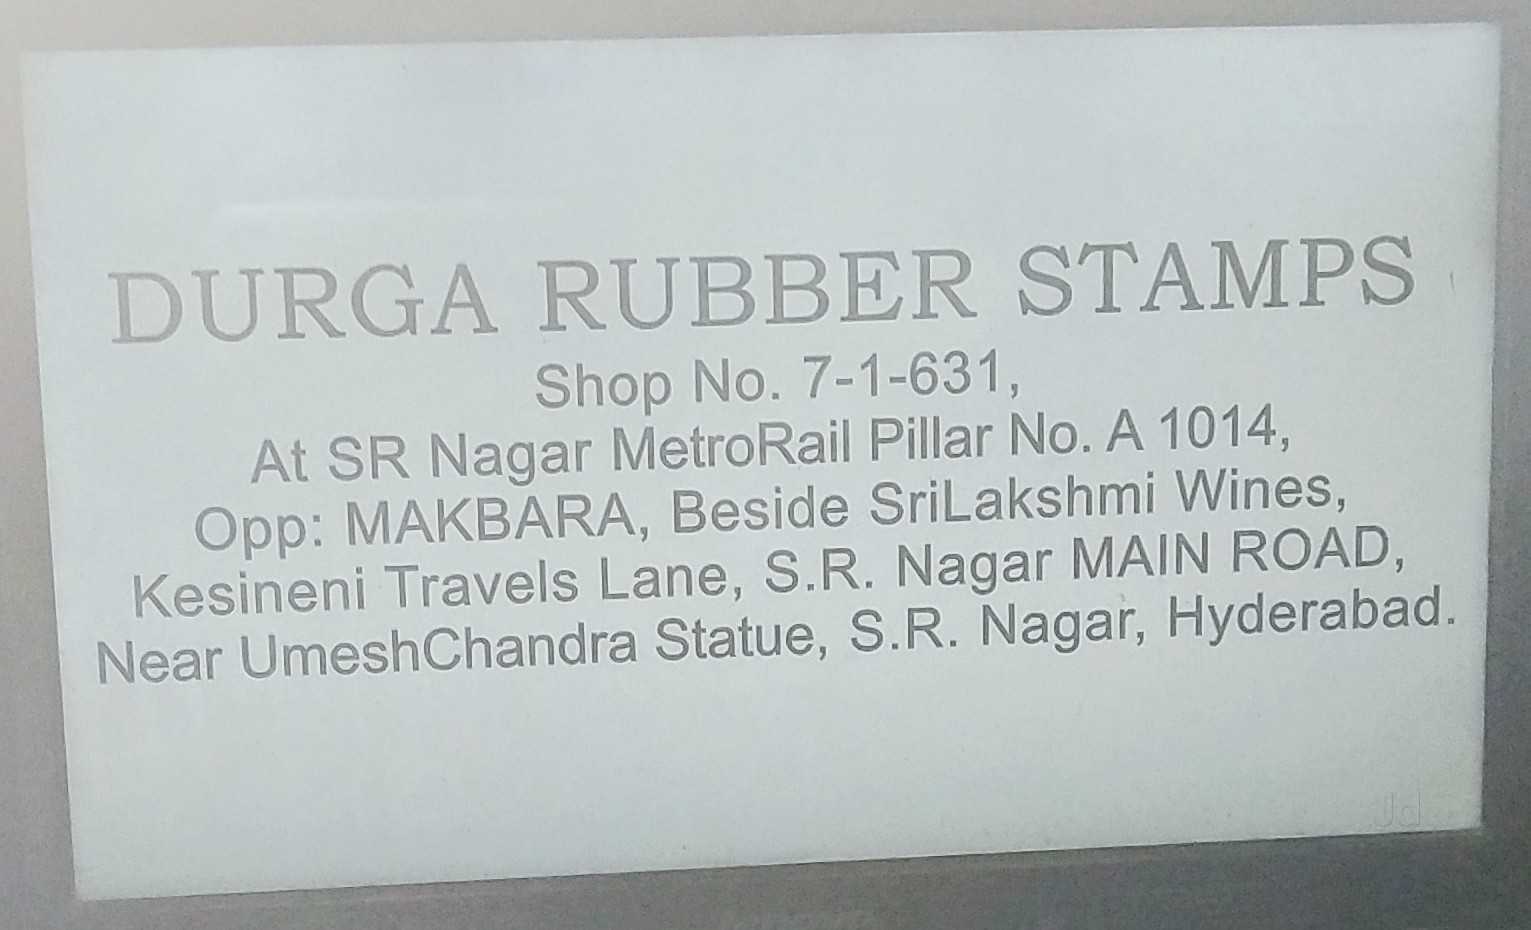 DURGA RUBBER STAMPS
Shop No. 7-1-631,
At SR Nagar MetroRail Pillar No. A 1014,
Opp: MAKBARA, Beside SriLakshmi Wines,
Kesineni Travels Lane, S.R. Nagar MAIN ROAD,
Near UmeshChandra Statue, S.R. Nagar, Hyderabad.
Jd